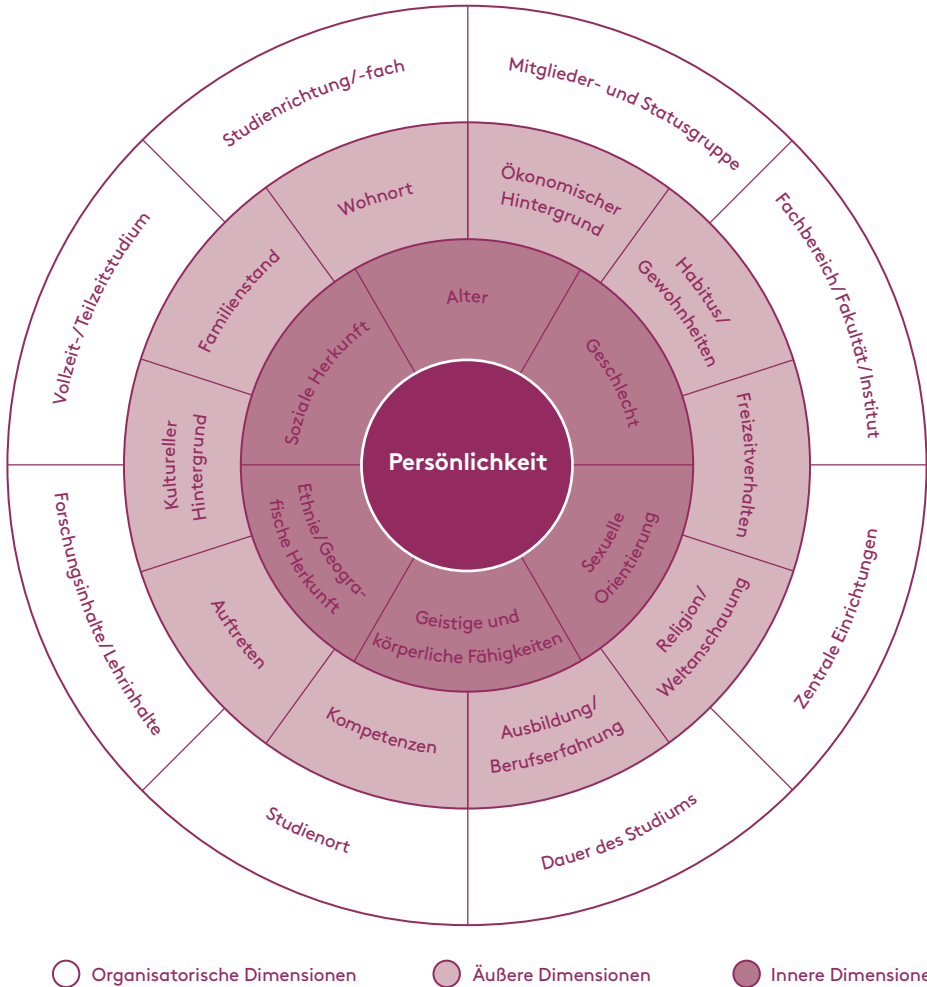 Studienrichtung/-fach
Mitglieder- und Statusgruppe
Fachbereich/Fakultät/Institut
Zentrale Einrichtungen
Dauer des Studiums
Studienort
Forschungsinhalte/Lehrinhalte
Vollzeit-/Teilzeitstudium
Wohnort
Ökonomischer
Hintergrund
Habitus/
Gewohnheiten
Freizeitverhalten
Religion/
Weltanschauung
Ausbildung/
Berufserfahrung
Kompetenzen
Auftreten
Kultureller
Hintergrund
Familienstand
Alter
Geschlecht
Sexuelle
Orientierung
Geistige und
körperliche Fähigkeiten
Ethnie/Geogra-
fische Herkunft
Soziale Herkunft
Persönlichkeit
Organisatorische Dimensionen
Äußere Dimensionen
Innere Dimensione